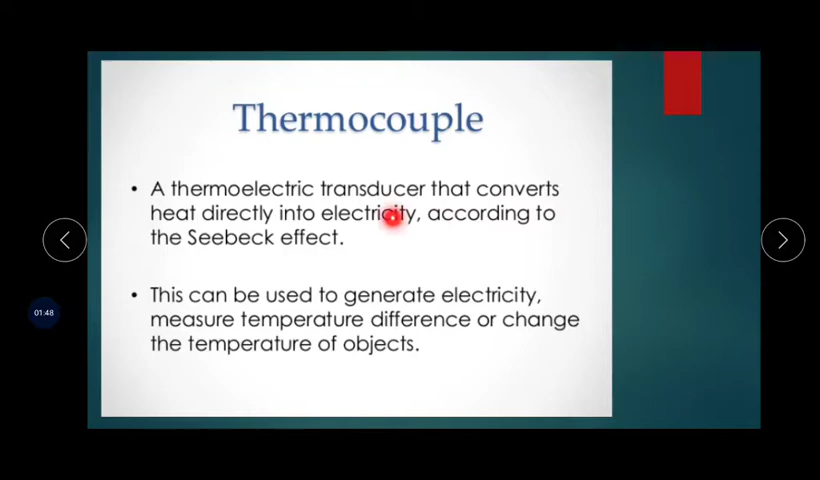 Thermocouple
• A thermoelectric transducer that converts
heat directly into electricity, according to
the Seebeck effect.
• This can be used to generate electricity,
measure temperature difference or change
the temperature of objects.
01:48